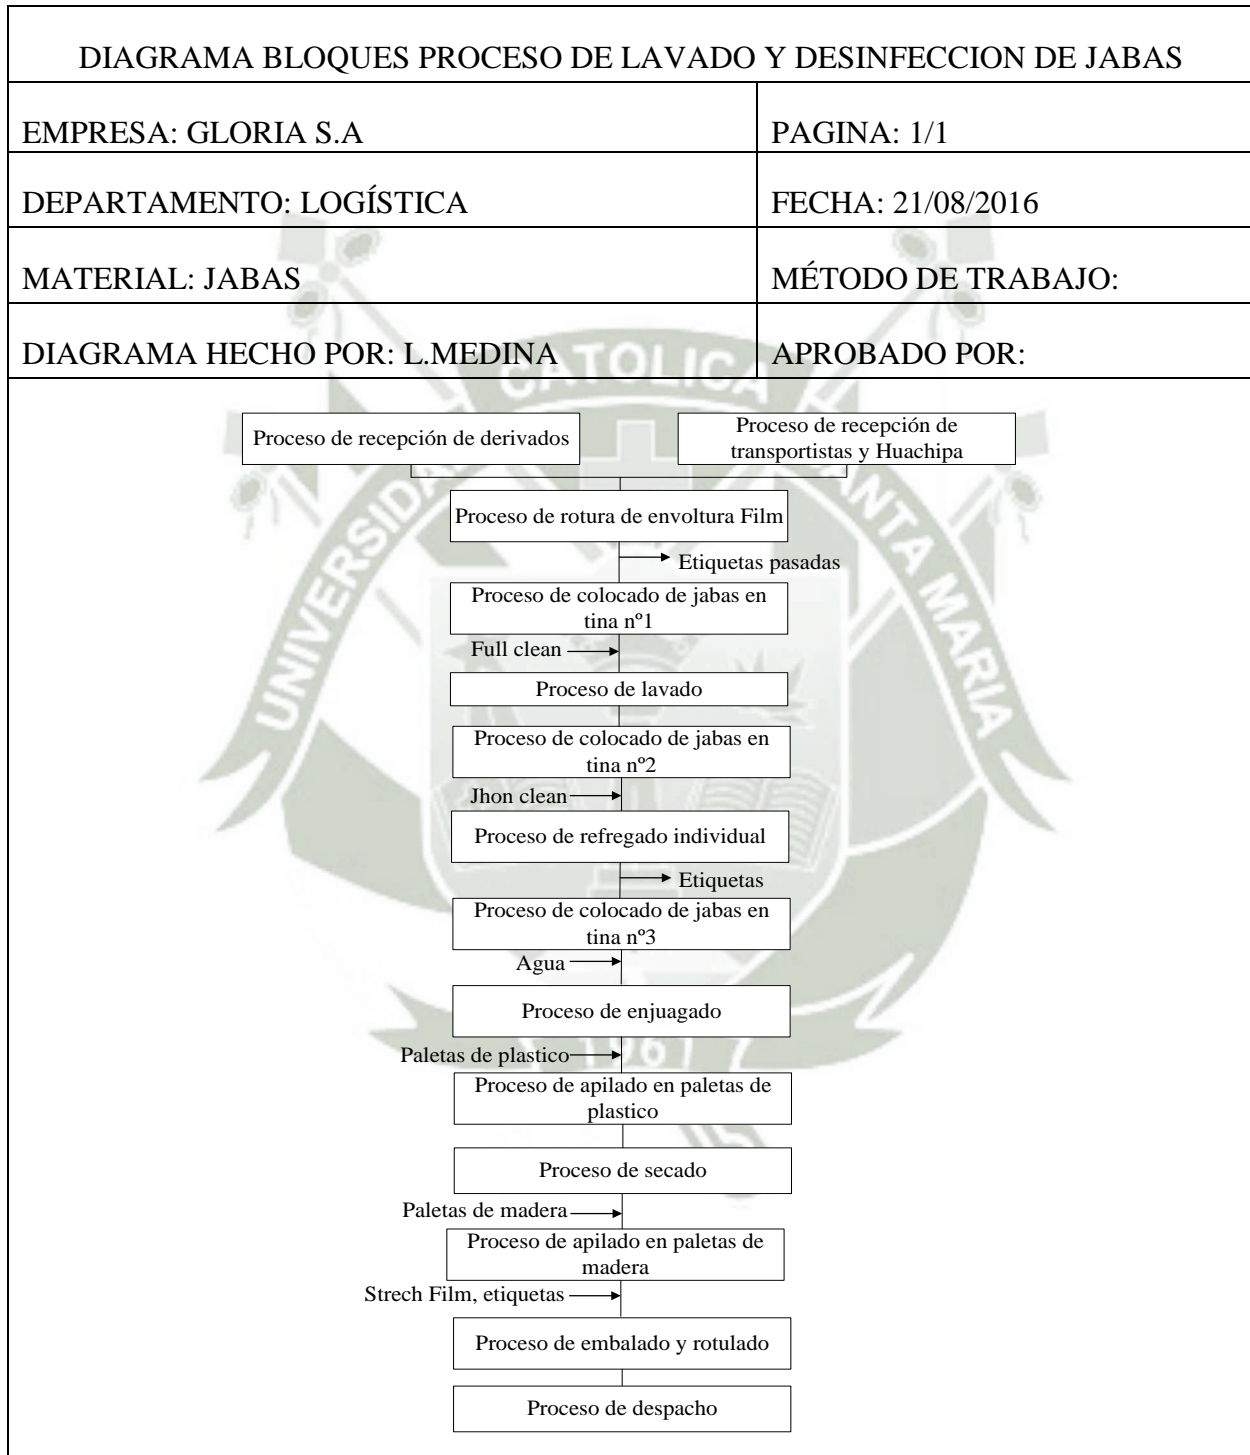 DIAGRAMA BLOQUES PROCESO DE LAVADO Y DESINFECCION DE JABAS
EMPRESA: GLORIA S.A
PAGINA: 1/1
DEPARTAMENTO: LOGÍSTICA
FECHA: 21/08/2016
MATERIAL: JABAS
MÉTODO DE TRABAJO:
DIAGRAMA HECHO POR: L.MEDINA
APROBADO POR:
UNIVERSIDAD CATOLICA SANTA MARIA
Proceso de recepción de derivados
Proceso de recepción de
transportistas y Huachipa
Proceso de rotura de envoltura Film
Etiquetas pasadas
Proceso de colocado de jabas en
tina nº1
Full clean
Proceso de lavado
Proceso de colocado de jabas en
tina nº2
Jhon clean
Proceso de refregado individual
Etiquetas
Proceso de colocado de jabas en
tina nº3
Agua
Proceso de enjuagado
1961
Paletas de plastico
Proceso de apilado en paletas de
plastico
Proceso de secado
Paletas de madera
Proceso de apilado en paletas de
madera
Strech Film, etiquetas
Proceso de embalado y rotulado
Proceso de despacho